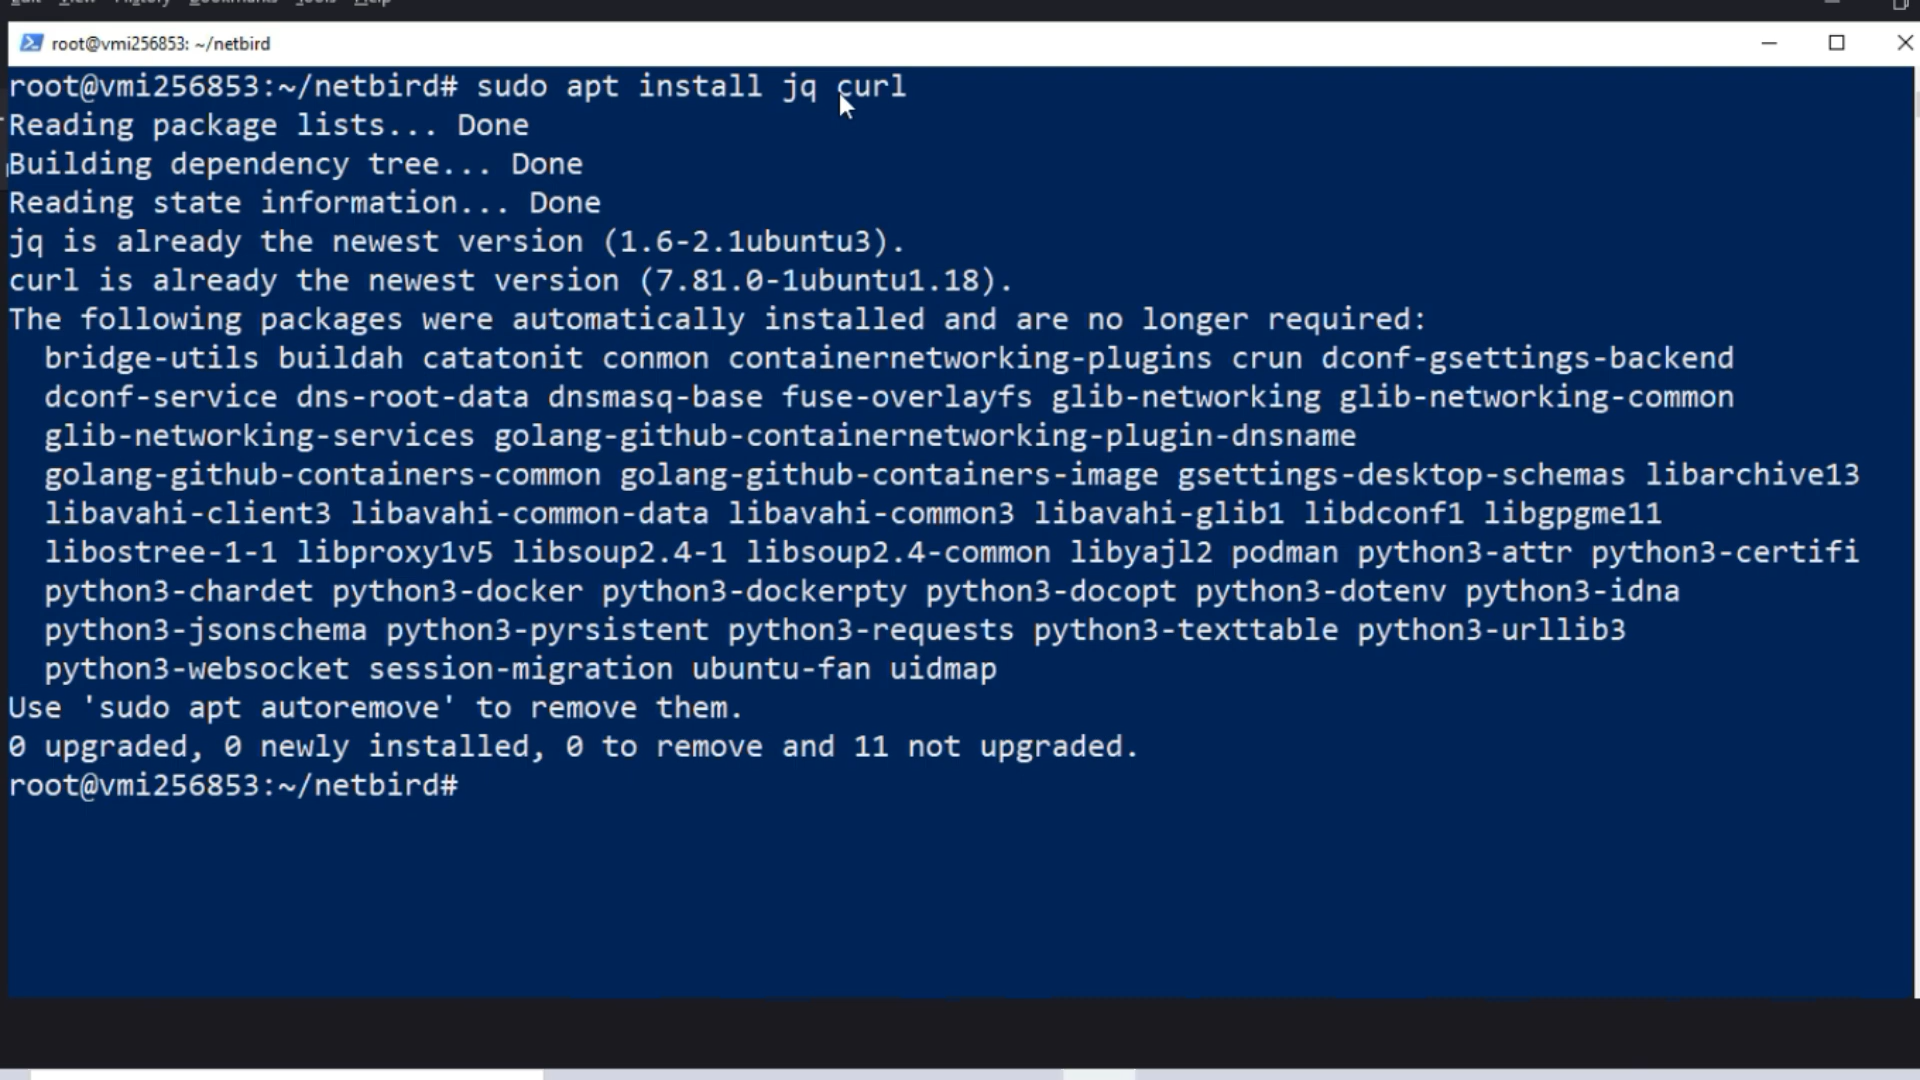 Edit View History Bookmarks Tools Help
root@vmi256853: ~/netbird
root@vmi256853:~/netbird# sudo apt install jq curl
Reading package lists... Done
Building dependency tree... Done
Reading state information... Done
jq is already the newest version (1.6-2.1ubuntu3).
curl is already the newest version (7.81.0-1ubuntu1.18).
The following packages were automatically installed and are no longer required:
bridge-utils buildah catatonit conmon containernetworking-plugins crun dconf-gsettings-backend
dconf-service dns-root-data dnsmasq-base fuse-overlayfs glib-networking glib-networking-common
glib-networking-services golang-github-containernetworking-plugin-dnsname
golang-github-containers-common golang-github-containers-image gsettings-desktop-schemas libarchive13
libavahi-client3 libavahi-common-data libavahi-common3 libavahi-glib1 libdconf1 libgpgme11
libostree-1-1 libproxy1v5 libsoup2.4-1 libsoup2.4-common libyajl2 podman python3-attr python3-certifi
python3-chardet python3-docker python3-dockerpty python3-docopt python3-dotenv python3-idna
python3-jsonschema python3-pyrsistent python3-requests python3-texttable python3-urllib3
python3-websocket session-migration ubuntu-fan uidmap
Use 'sudo apt autoremove' to remove them.
0 upgraded, 0 newly installed, 0 to remove and 11 not upgraded.
root@vmi256853:~/netbird#